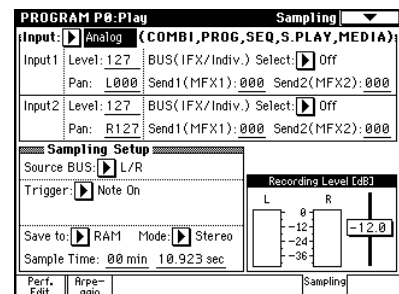 PROGRAM P0:Play Sampling
Input: Analog (COMBI,PROG,SEQ,S.PLAY,MEDIA):
Input1 Level: 127 BUS(IFX/Indiv.) Select: Off
Pan: L000 Send1(MFX1): 000 Send2(MFX2): 000
Input2 Level: 127 BUS(IFX/Indiv.) Select: Off
Pan: R127 Send1(MFX1): 000 Send2(MFX2): 000
Sampling Setup
Source BUS: L/R
Trigger: Note On
Save to: RAM Mode: Stereo
Sample Time: 00 min 10.923 sec
Recording Level [dB]
L R
0
-12
-24
-36
-12.0
Perf. Edit
Arpe- ggio
Sampling